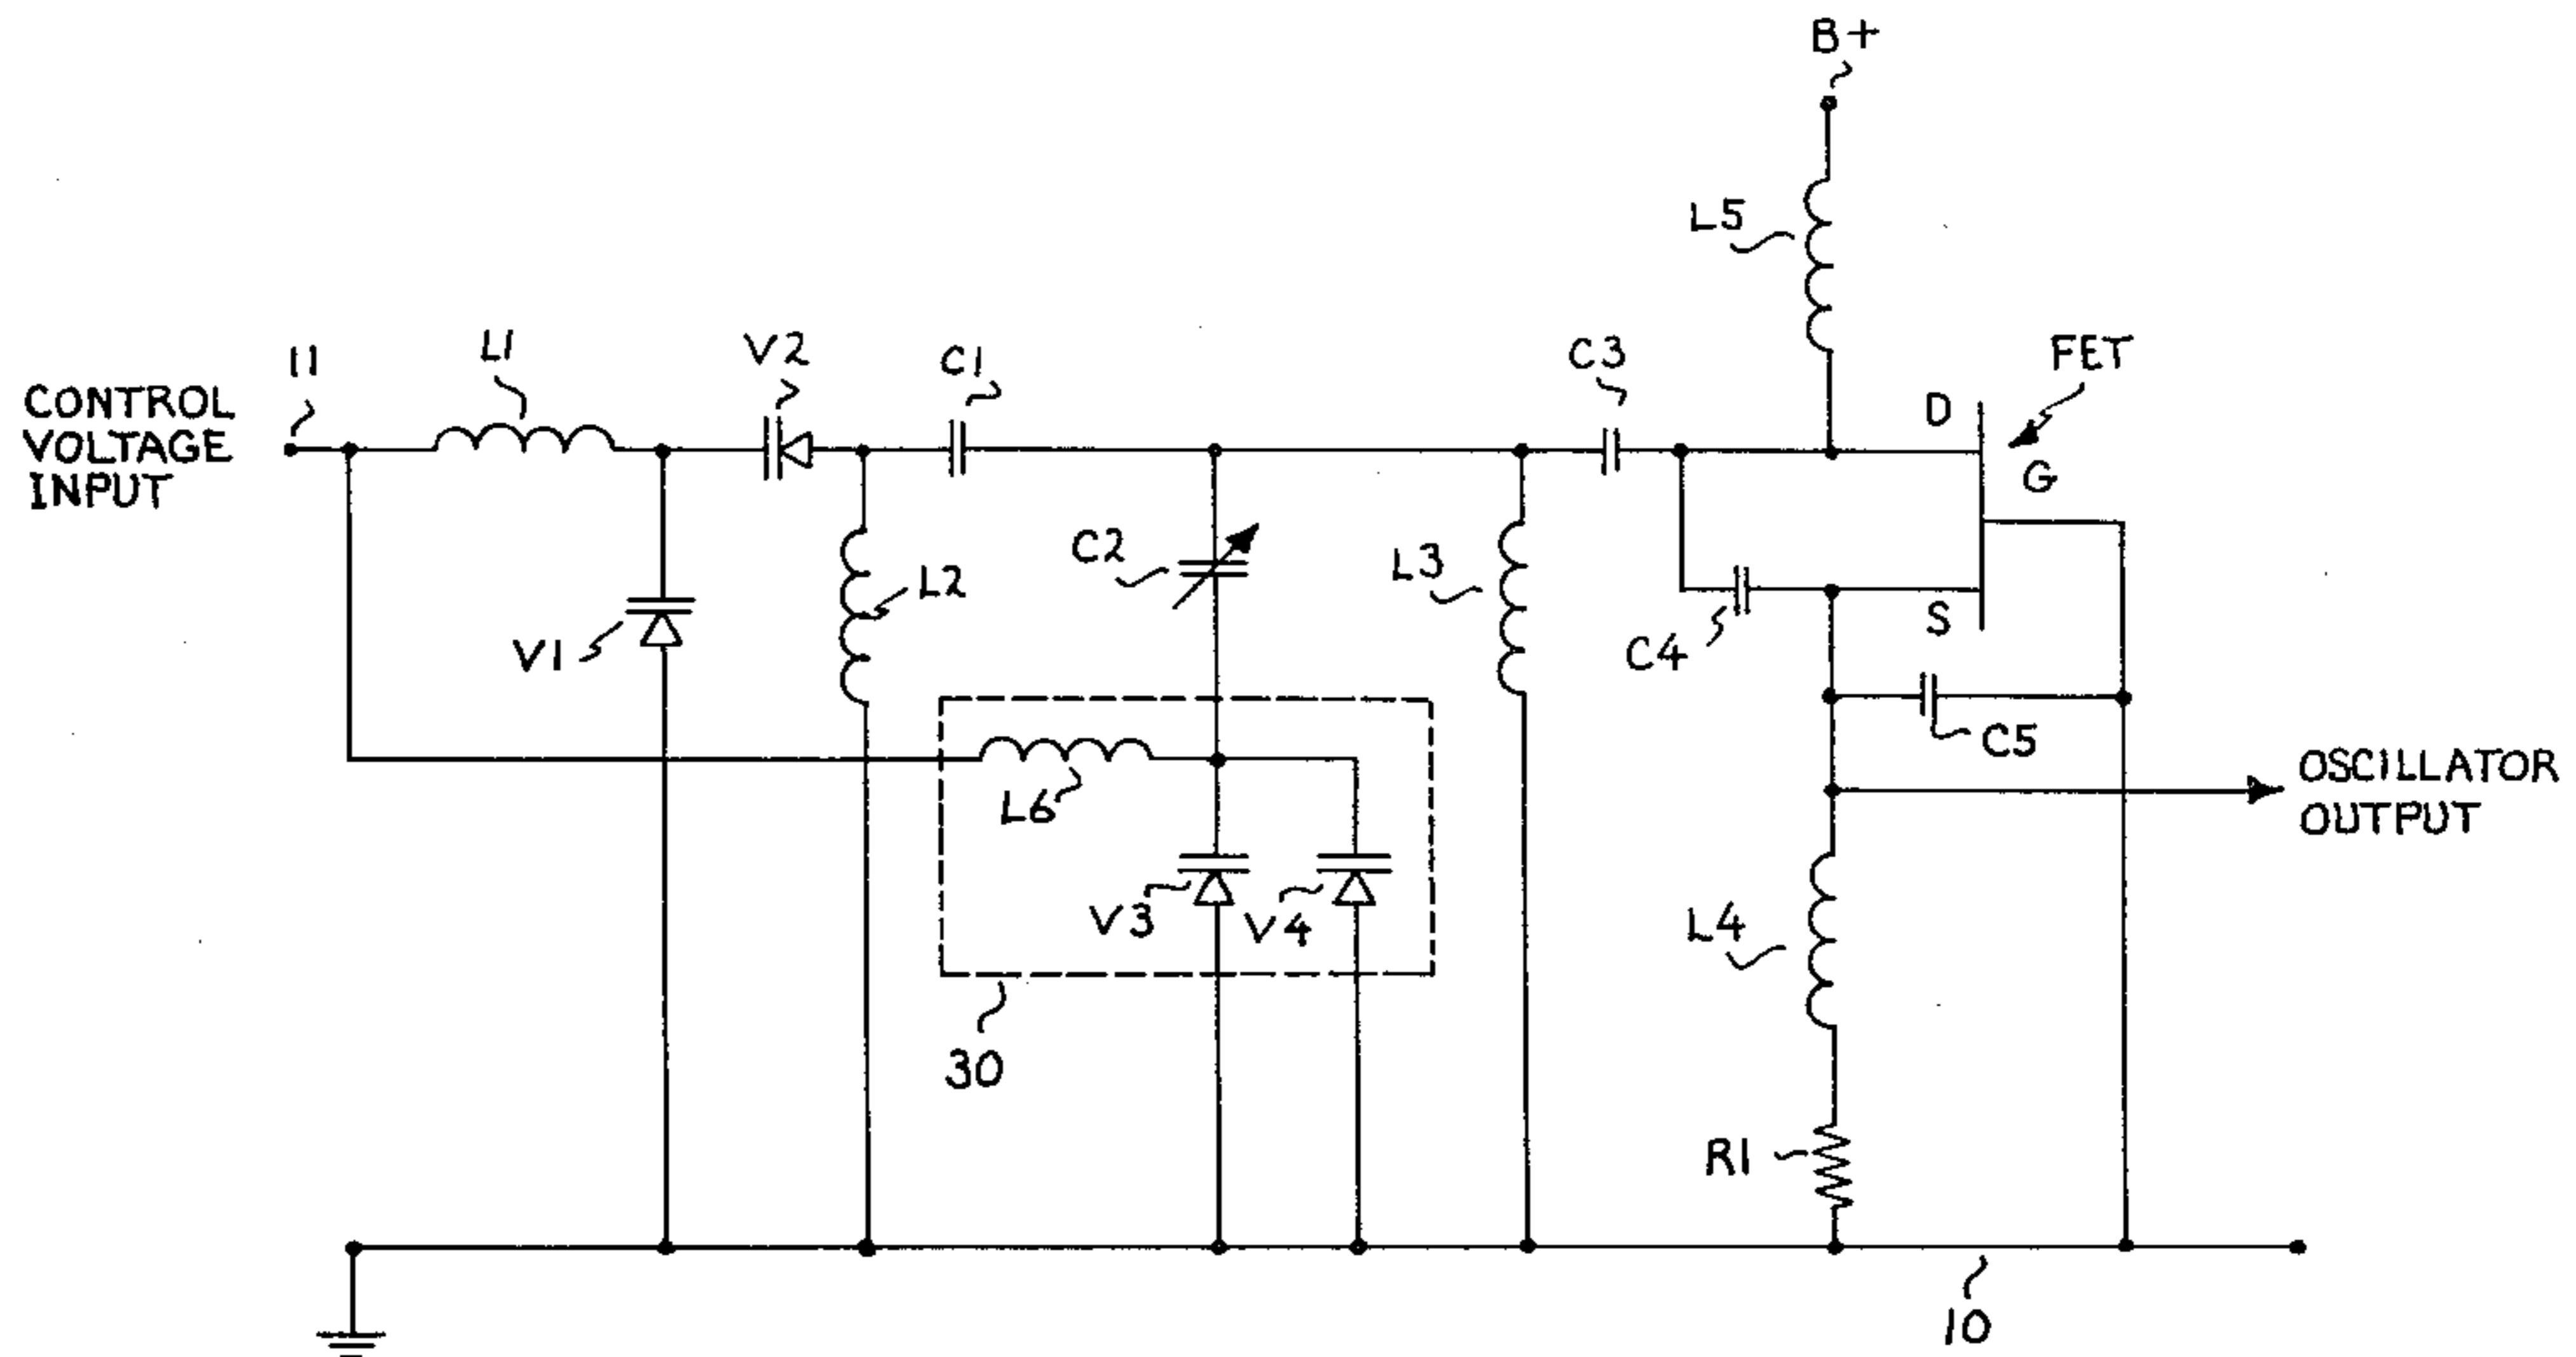 B+
L5
11
L1
V2
C1
C3
FET
CONTROL
VOLTAGE
INPUT
D
G
C2
L2
L3
V1
S
C4
C5
OSCILLATOR
OUTPUT
L6
V3
V4
L4
30
R1
10